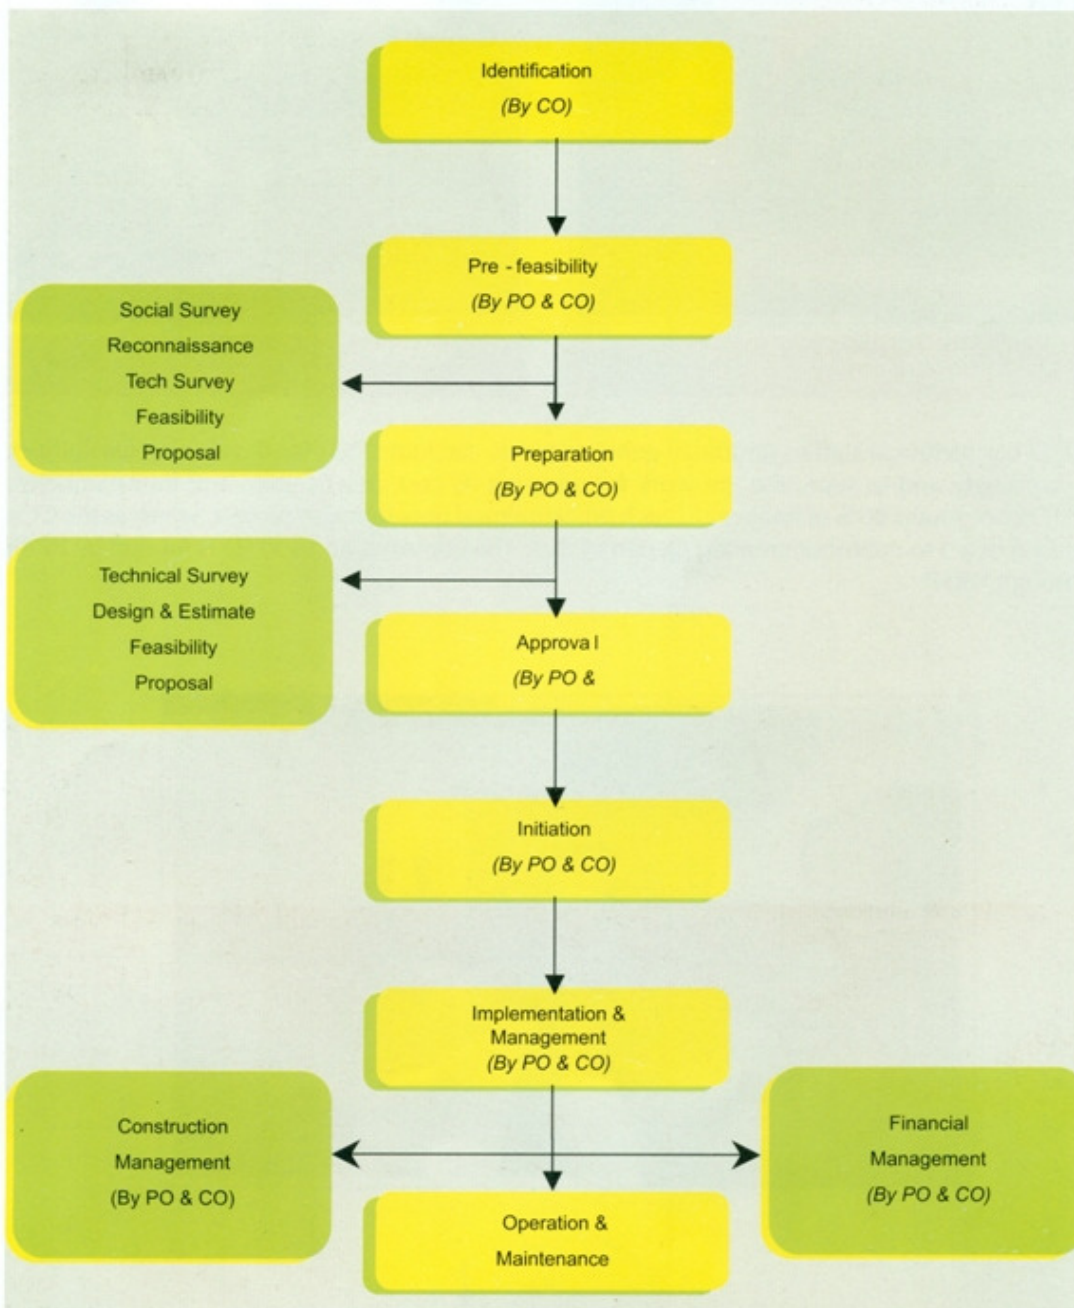 Identification
(By CO)
Pre - feasibility
(By PO & CO)
Social Survey
Reconnaissance
Tech Survey
Feasibility
Proposal
Preparation
(By PO & CO)
Technical Survey
Design & Estimate
Feasibility
Proposal
Approva l
(By PO &
Initiation
(By PO & CO)
Implementation &
Management
(By PO & CO)
Construction
Management
(By PO & CO)
Financial
Management
(By PO & CO)
Operation &
Maintenance